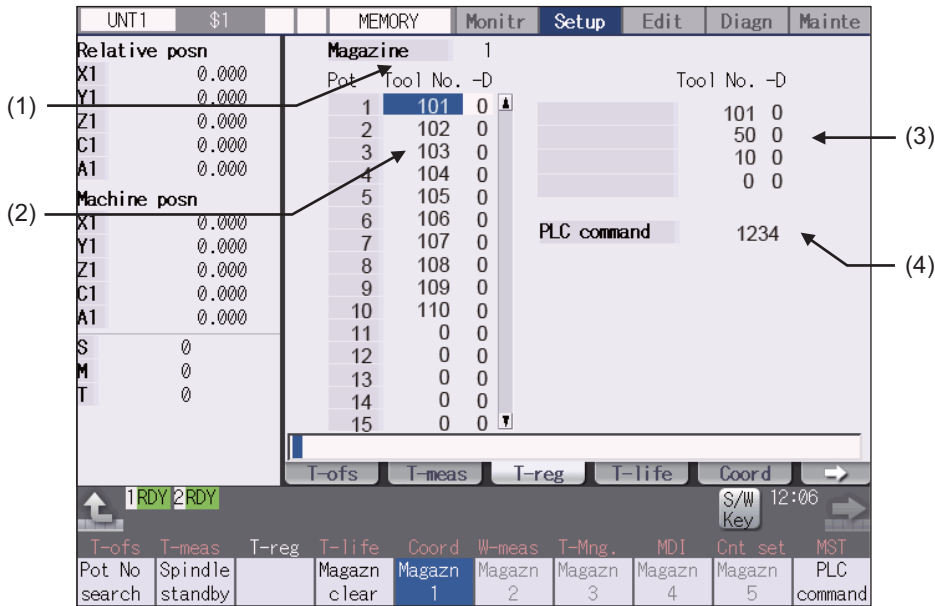 UNT1 $1 MEMORY Monitr Setup Edit Diagn Mainte
Relative posn
X1 0.000
Y1 0.000
Z1 0.000
C1 0.000
A1 0.000
Machine posn
X1 0.000
Y1 0.000
Z1 0.000
C1 0.000
A1 0.000
S 0
M 0
T 0
Magazine 1
Pot Tool No. -D
1 101 0
2 102 0
3 103 0
4 104 0
5 105 0
6 106 0
7 107 0
8 108 0
9 109 0
10 110 0
11 0 0
12 0 0
13 0 0
14 0 0
15 0 0
Tool No. -D
101 0
50 0
10 0
0 0
PLC command 1234
(1)
(2)
(3)
(4)
T-ofs T-meas T-reg T-life Coord
1RDY 2RDY
S/W Key
12:06
T-ofs T-meas T-reg T-life Coord W-meas T-Mng. MDI Cnt set MST
Pot No Spindle Magazn Magazn Magazn Magazn Magazn Magazn PLC
search standby clear 1 2 3 4 5 command